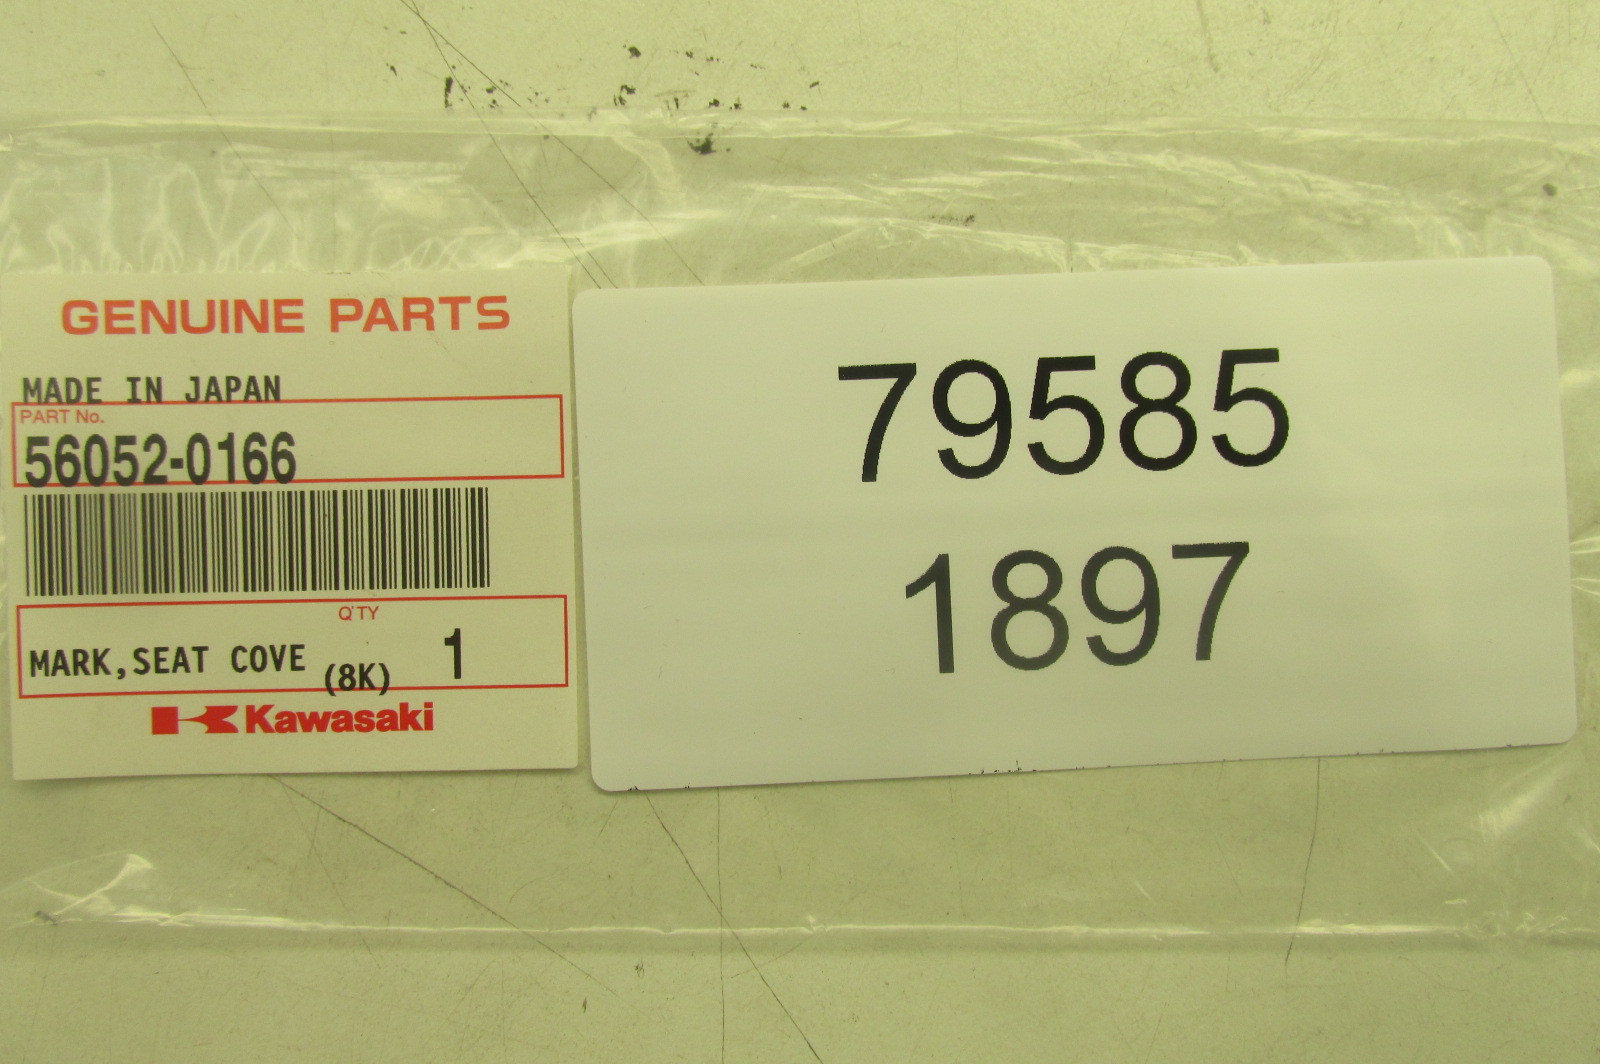 GENUINE PARTS
MADE IN JAPAN
PART No.
56052-0166
Q'TY
MARK,SEAT COVE (8K) 1
Kawasaki
79585
1897